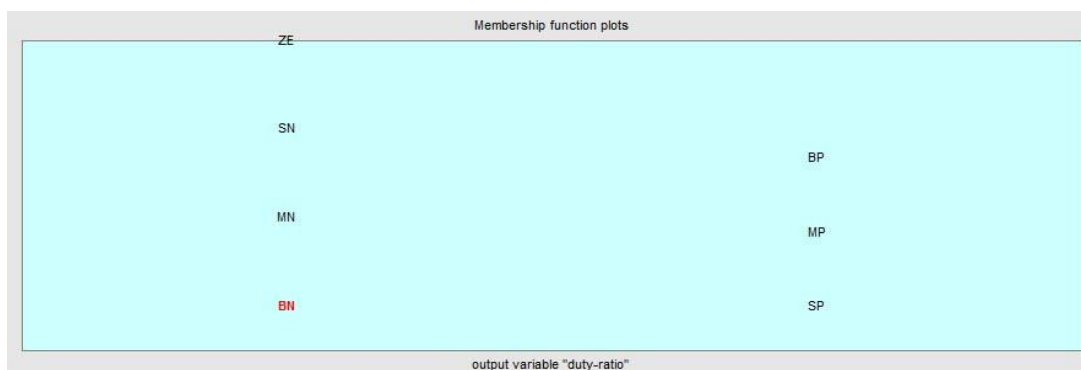 Membership function plots
ZE
SN
BP
MN
MP
BN
SP
output variable "duty-ratio"